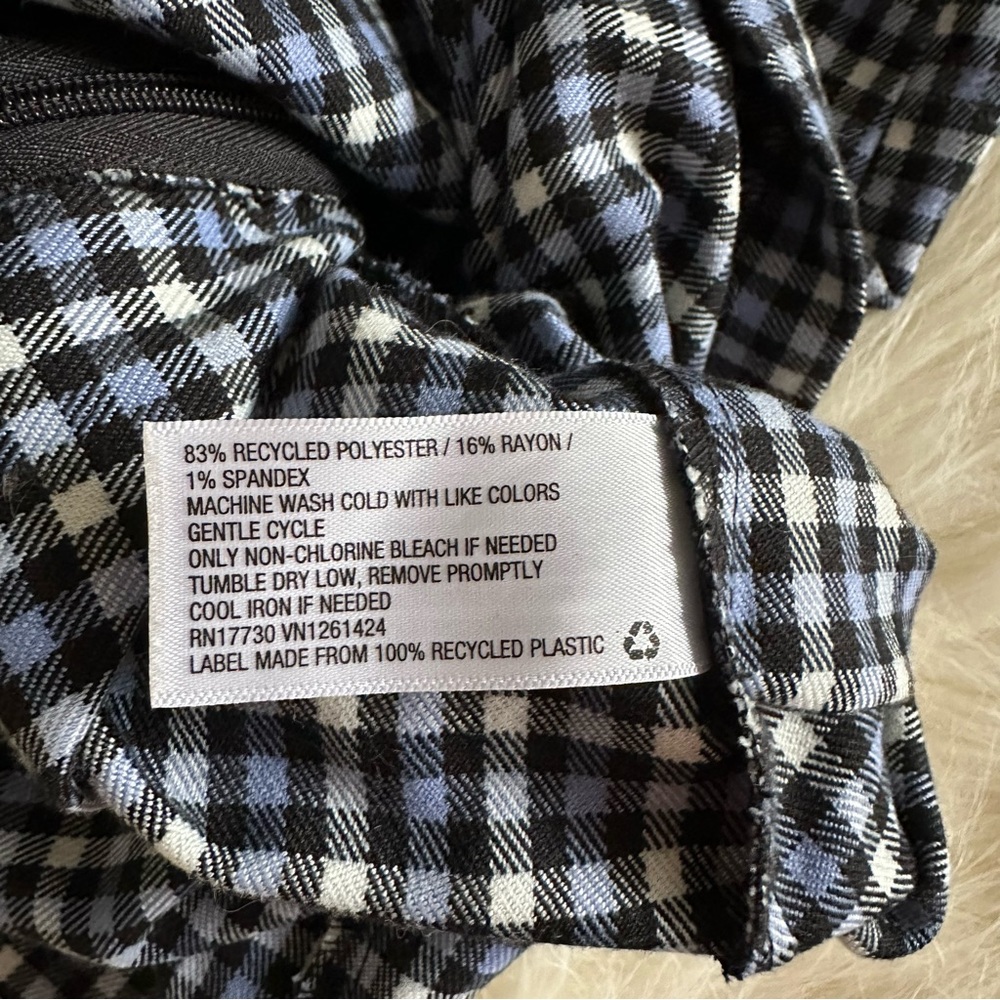 83% RECYCLED POLYESTER / 16% RAYON /
1% SPANDEX
MACHINE WASH COLD WITH LIKE COLORS
GENTLE CYCLE
ONLY NON-CHLORINE BLEACH IF NEEDED
TUMBLE DRY LOW, REMOVE PROMPTLY
COOL IRON IF NEEDED
RN17730 VN1261424
LABEL MADE FROM 100% RECYCLED PLASTIC